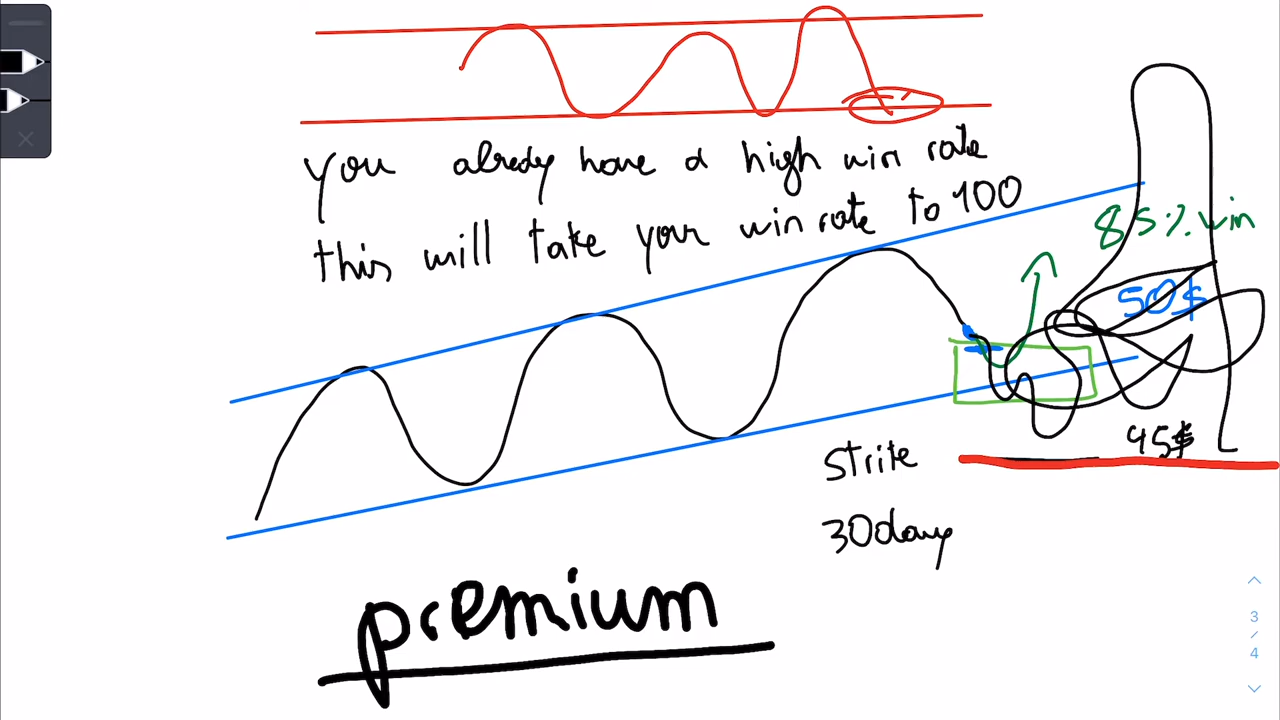 you already have a high win rate
this will take your win rate to 100
85% win
50$
45$
Strike
30days
premium
3
/
4